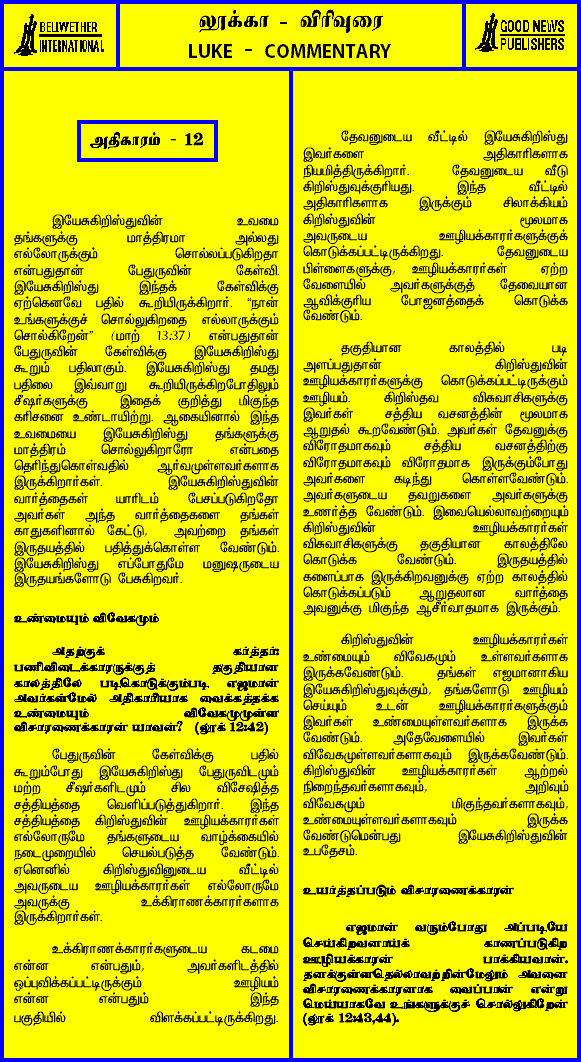 BELLWETHER
INTERNATIONAL
லூக்கா - விரிவுரை
LUKE - COMMENTARY
GOOD NEWS
PUBLISHERS
அதிகாரம் - 12
இயேசுகிறிஸ்துவின் உவமை
தங்களுக்கு மாத்திரமா அல்லது
எல்லோருக்கும் சொல்லப்படுகிறதா
என்பதுதான் பேதுருவின் கேள்வி.
இயேசுகிறிஸ்து இந்தக் கேள்விக்கு
ஏற்கெனவே பதில் கூறியிருக்கிறார். “நான்
உங்களுக்குச் சொல்லுகிறதை எல்லாருக்கும்
சொல்கிறேன்” (மாற் 13:37) என்பதுதான்
பேதுருவின் கேள்விக்கு இயேசுகிறிஸ்து
கூறும் பதிலாகும். இயேசுகிறிஸ்து தமது
பதிலை இவ்வாறு கூறியிருக்கிறபோதிலும்
சீஷர்களுக்கு இதைக் குறித்து மிகுந்த
கரிசனை உண்டாயிற்று. ஆகையினால் இந்த
உவமையை இயேசுகிறிஸ்து தங்களுக்கு
மாத்திரம் சொல்லுகிறாரோ என்பதை
தெரிந்துகொள்வதில் ஆர்வமுள்ளவர்களாக
இருக்கிறார்கள். இயேசுகிறிஸ்துவின்
வார்த்தைகள் யாரிடம் பேசப்படுகிறதோ
அவர்கள் அந்த வார்த்தைகளை தங்கள்
காதுகளினால் கேட்டு, அவற்றை தங்கள்
இருதயத்தில் பதித்துக்கொள்ள வேண்டும்.
இயேசுகிறிஸ்து எப்போதுமே மனுஷருடைய
இருதயங்களோடு பேசுகிறவர்.
உண்மையும் விவேகமும்
அதற்குக் கர்த்தர்:
பணிவிடைக்காரருக்குத் தகுதியான
காலத்திலே படிகொடுக்கும்படி, எஜமான்
அவர்கள்மேல் அதிகாரியாக வைக்கத்தக்க
உண்மையும் விவேகமுமுள்ள
விசாரணைக்காரன் யாவன்? (லூக் 12:42)
பேதுருவின் கேள்விக்கு பதில்
கூறும்போது இயேசுகிறிஸ்து பேதுருவிடமும்
மற்ற சீஷர்களிடமும் சில விசேஷித்த
சத்தியத்தை வெளிப்படுத்துகிறார். இந்த
சத்தியத்தை கிறிஸ்துவின் ஊழியக்காரர்கள்
எல்லோருமே தங்களுடைய வாழ்க்கையில்
நடைமுறையில் செயல்படுத்த வேண்டும்.
ஏனெனில் கிறிஸ்துவினுடைய வீட்டில்
அவருடைய ஊழியக்காரர்கள் எல்லோருமே
அவருக்கு உக்கிராணக்காரர்களாக
இருக்கிறார்கள்.
உக்கிராணக்காரர்களுடைய கடமை
என்ன என்பதும், அவர்களிடத்தில்
ஒப்புவிக்கப்பட்டிருக்கும் ஊழியம்
என்ன என்பதும் இந்த
பகுதியில் விளக்கப்பட்டிருக்கிறது.
தேவனுடைய வீட்டில் இயேசுகிறிஸ்து
இவர்களை அதிகாரிகளாக
நியமித்திருக்கிறார். தேவனுடைய வீடு
கிறிஸ்துவுக்குரியது. இந்த வீட்டில்
அதிகாரிகளாக இருக்கும் சிலாக்கியம்
கிறிஸ்துவின் மூலமாக
அவருடைய ஊழியக்காரர்களுக்குக்
கொடுக்கப்பட்டிருக்கிறது. தேவனுடைய
பிள்ளைகளுக்கு, ஊழியக்காரர்கள் ஏற்ற
வேளையில் அவர்களுக்குத் தேவையான
ஆவிக்குரிய போஜனத்தைக் கொடுக்க
வேண்டும்.
தகுதியான காலத்தில் படி
அளப்பதுதான் கிறிஸ்துவின்
ஊழியக்காரர்களுக்கு கொடுக்கப்பட்டிருக்கும்
ஊழியம். கிறிஸ்தவ விசுவாசிகளுக்கு
இவர்கள் சத்திய வசனத்தின் மூலமாக
ஆறுதல் கூறவேண்டும். அவர்கள் தேவனுக்கு
விரோதமாகவும் சத்திய வசனத்திற்கு
விரோதமாகவும் விரோதமாக இருக்கும்போது
அவர்களை கடிந்து கொள்ளவேண்டும்.
அவர்களுடைய தவறுகளை அவர்களுக்கு
உணர்த்த வேண்டும். இவையெல்லாவற்றையும்
கிறிஸ்துவின் ஊழியக்காரர்கள்
விசுவாசிகளுக்கு தகுதியான காலத்திலே
கொடுக்க வேண்டும். இருதயத்தில்
களைப்பாக இருக்கிறவனுக்கு ஏற்ற காலத்தில்
கொடுக்கப்படும் ஆறுதலான வார்த்தை
அவனுக்கு மிகுந்த ஆசீர்வாதமாக இருக்கும்.
கிறிஸ்துவின் ஊழியக்காரர்கள்
உண்மையும் விவேகமும் உள்ளவர்களாக
இருக்கவேண்டும். தங்கள் எஜமானாகிய
இயேசுகிறிஸ்துவுக்கும், தங்களோடு ஊழியம்
செய்யும் உடன் ஊழியக்காரர்களுக்கும்
இவர்கள் உண்மையுள்ளவர்களாக இருக்க
வேண்டும். அதேவேளையில் இவர்கள்
விவேகமுள்ளவர்களாகவும் இருக்கவேண்டும்.
கிறிஸ்துவின் ஊழியக்காரர்கள் ஆற்றல்
நிறைந்தவர்களாகவும், அறிவும்
விவேகமும் மிகுந்தவர்களாகவும்,
உண்மையுள்ளவர்களாகவும் இருக்க
வேண்டுமென்பது இயேசுகிறிஸ்துவின்
உபதேசம்.
உயர்த்தப்படும் விசாரணைக்காரன்
எஜமான் வரும்போது அப்படியே
செய்கிறவனாய்க் காணப்படுகிற
ஊழியக்காரன் பாக்கியவான்.
தனக்குள்ளதெல்லாவற்றின்மேலும் அவனை
விசாரணைக்காரனாக வைப்பான் என்று
மெய்யாகவே உங்களுக்குச் சொல்லுகிறேன்
(லூக் 12:43,44).